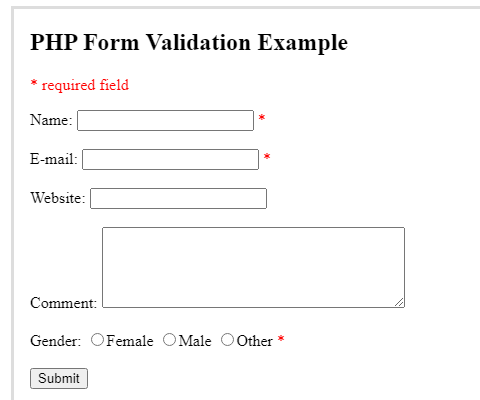 PHP Form Validation Example
* required field
Name: *
E-mail: *
Website:
Comment:
Gender: Female Male Other *
Submit